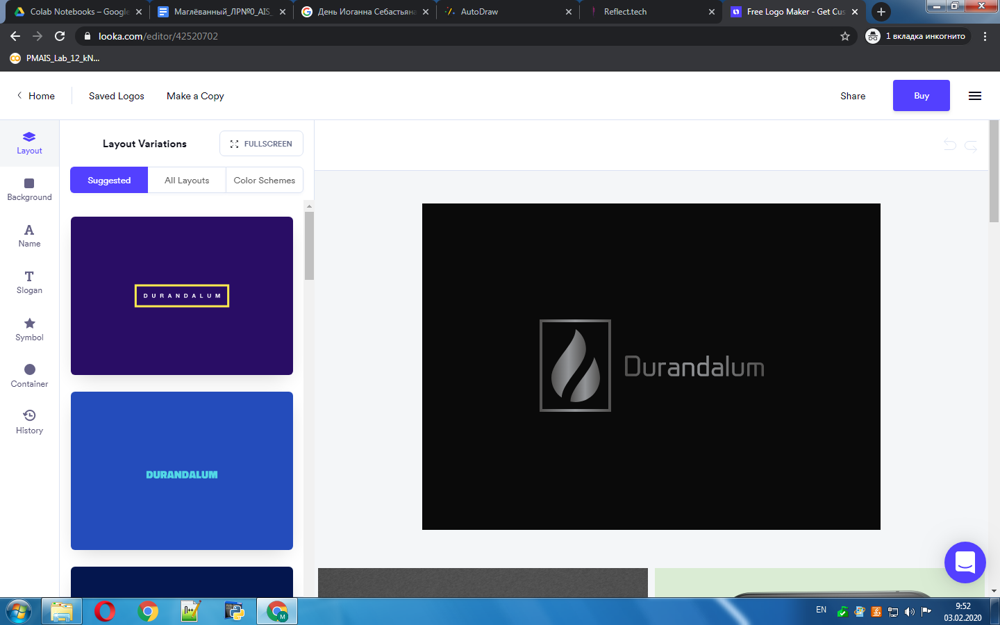 Colab Notebooks – Google
Маглёванный_ЛР№0_AIS_
День Иоганна Себастьяна
AutoDraw
Reflect.tech
Free Logo Maker - Get Cus
looka.com/editor/42520702
1 вкладка инкогнито
PMAIS_Lab_12_kN...
Home
Saved Logos
Make a Copy
Share
Buy
Layout
Background
Name
Slogan
Symbol
Container
History
Layout Variations
FULLSCREEN
Suggested
All Layouts
Color Schemes
DURANDALUM
DURANDALUM
Durandalum
EN
9:52
03.02.2020